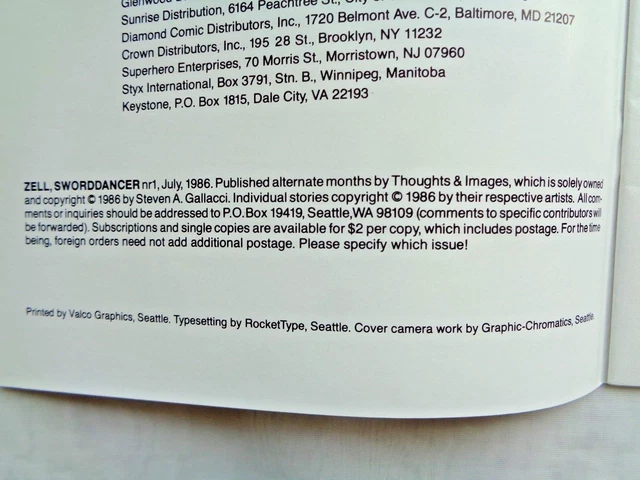 Sunrise Distribution, 6164 Peachtree St., City of
Diamond Comic Distributors, Inc., 1720 Belmont Ave. C-2, Baltimore, MD 21207
Crown Distributors, Inc., 195 28 St., Brooklyn, NY 11232
Superhero Enterprises, 70 Morris St., Morristown, NJ 07960
Styx International, Box 3791, Stn. B., Winnipeg, Manitoba
Keystone, P.O. Box 1815, Dale City, VA 22193
ZELL, SWORDDANCER nr1, July, 1986. Published alternate months by Thoughts & Images, which is solely owned
and copyright © 1986 by Steven A. Gallacci. Individual stories copyright © 1986 by their respective artists. All com-
ments or inquiries should be addressed to P.O. Box 19419, Seattle, WA 98109 (comments to specific contributors will
be forwarded). Subscriptions and single copies are available for $2 per copy, which includes postage. For the time
being, foreign orders need not add additional postage. Please specify which issue!
Printed by Valco Graphics, Seattle. Typesetting by RocketType, Seattle. Cover camera work by Graphic-Chromatics, Seattle